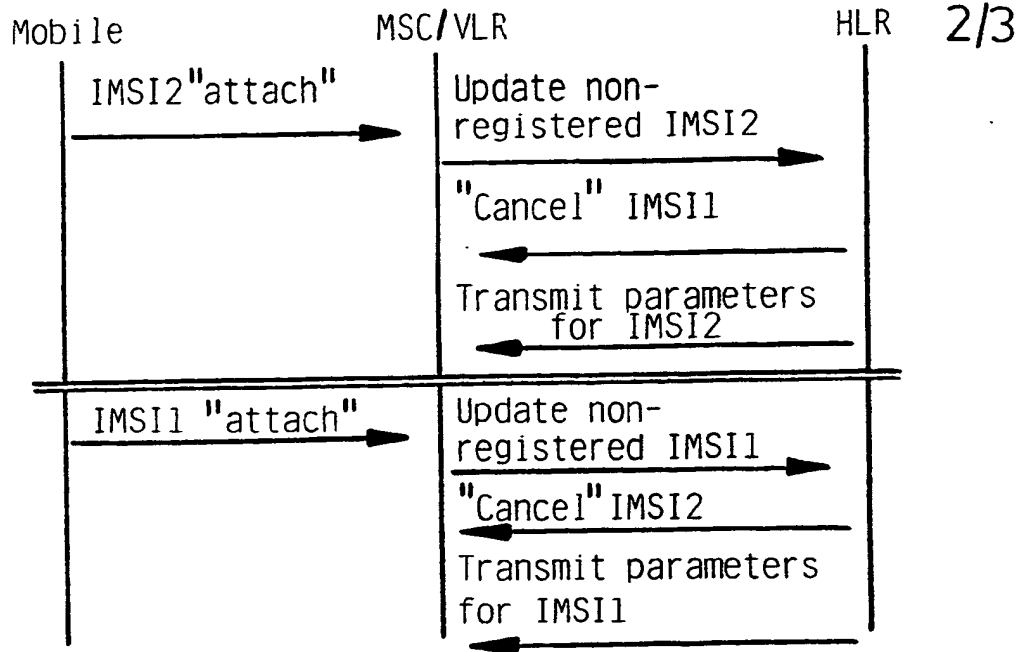 Mobile MSC/VLR HLR 2/3
IMSI2 "attach"
Update non-
registered IMSI2
"Cancel" IMSI1
Transmit parameters
for IMSI2
IMSI1 "attach"
Update non-
registered IMSI1
"Cancel" IMSI2
Transmit parameters
for IMSI1